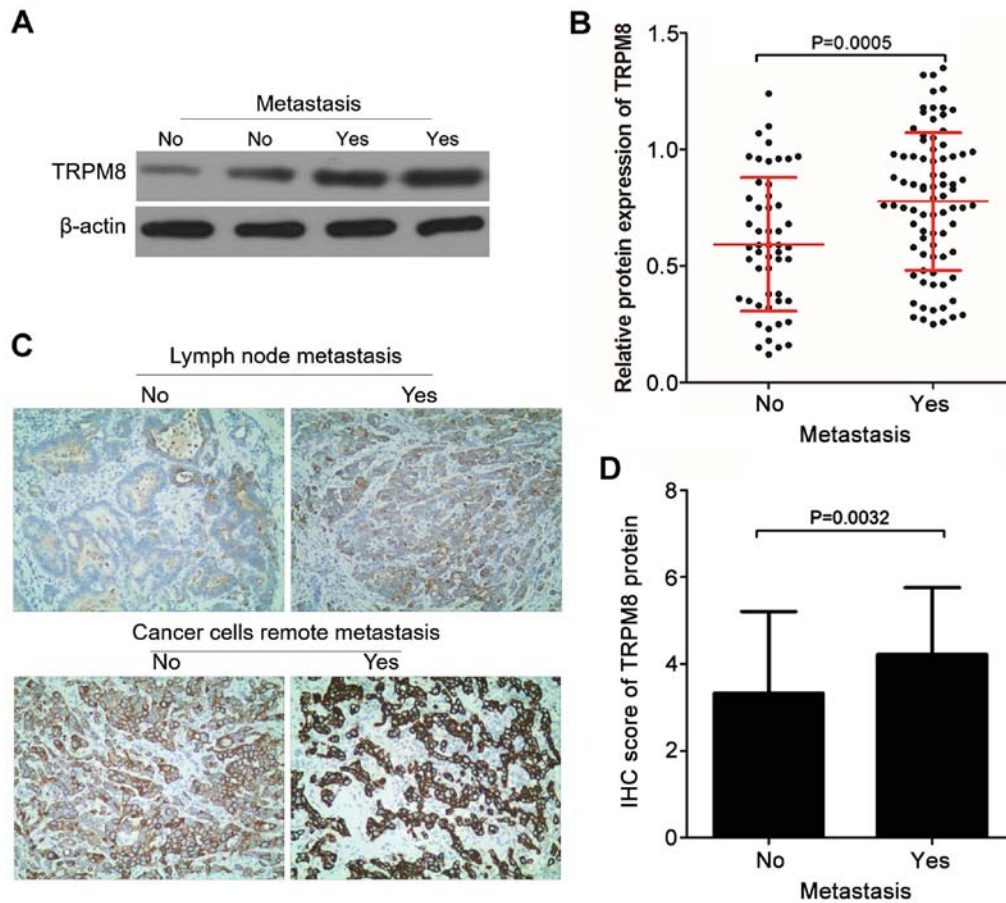 A
Metastasis
No No Yes Yes
TRPM8
β-actin
B
Relative protein expression of TRPM8
1.5
1.0
0.5
0.0
P=0.0005
No Yes
Metastasis
C
Lymph node metastasis
No Yes
Cancer cells remote metastasis
No Yes
D
IHC score of TRPM8 protein
8
6
4
2
0
P=0.0032
No Yes
Metastasis